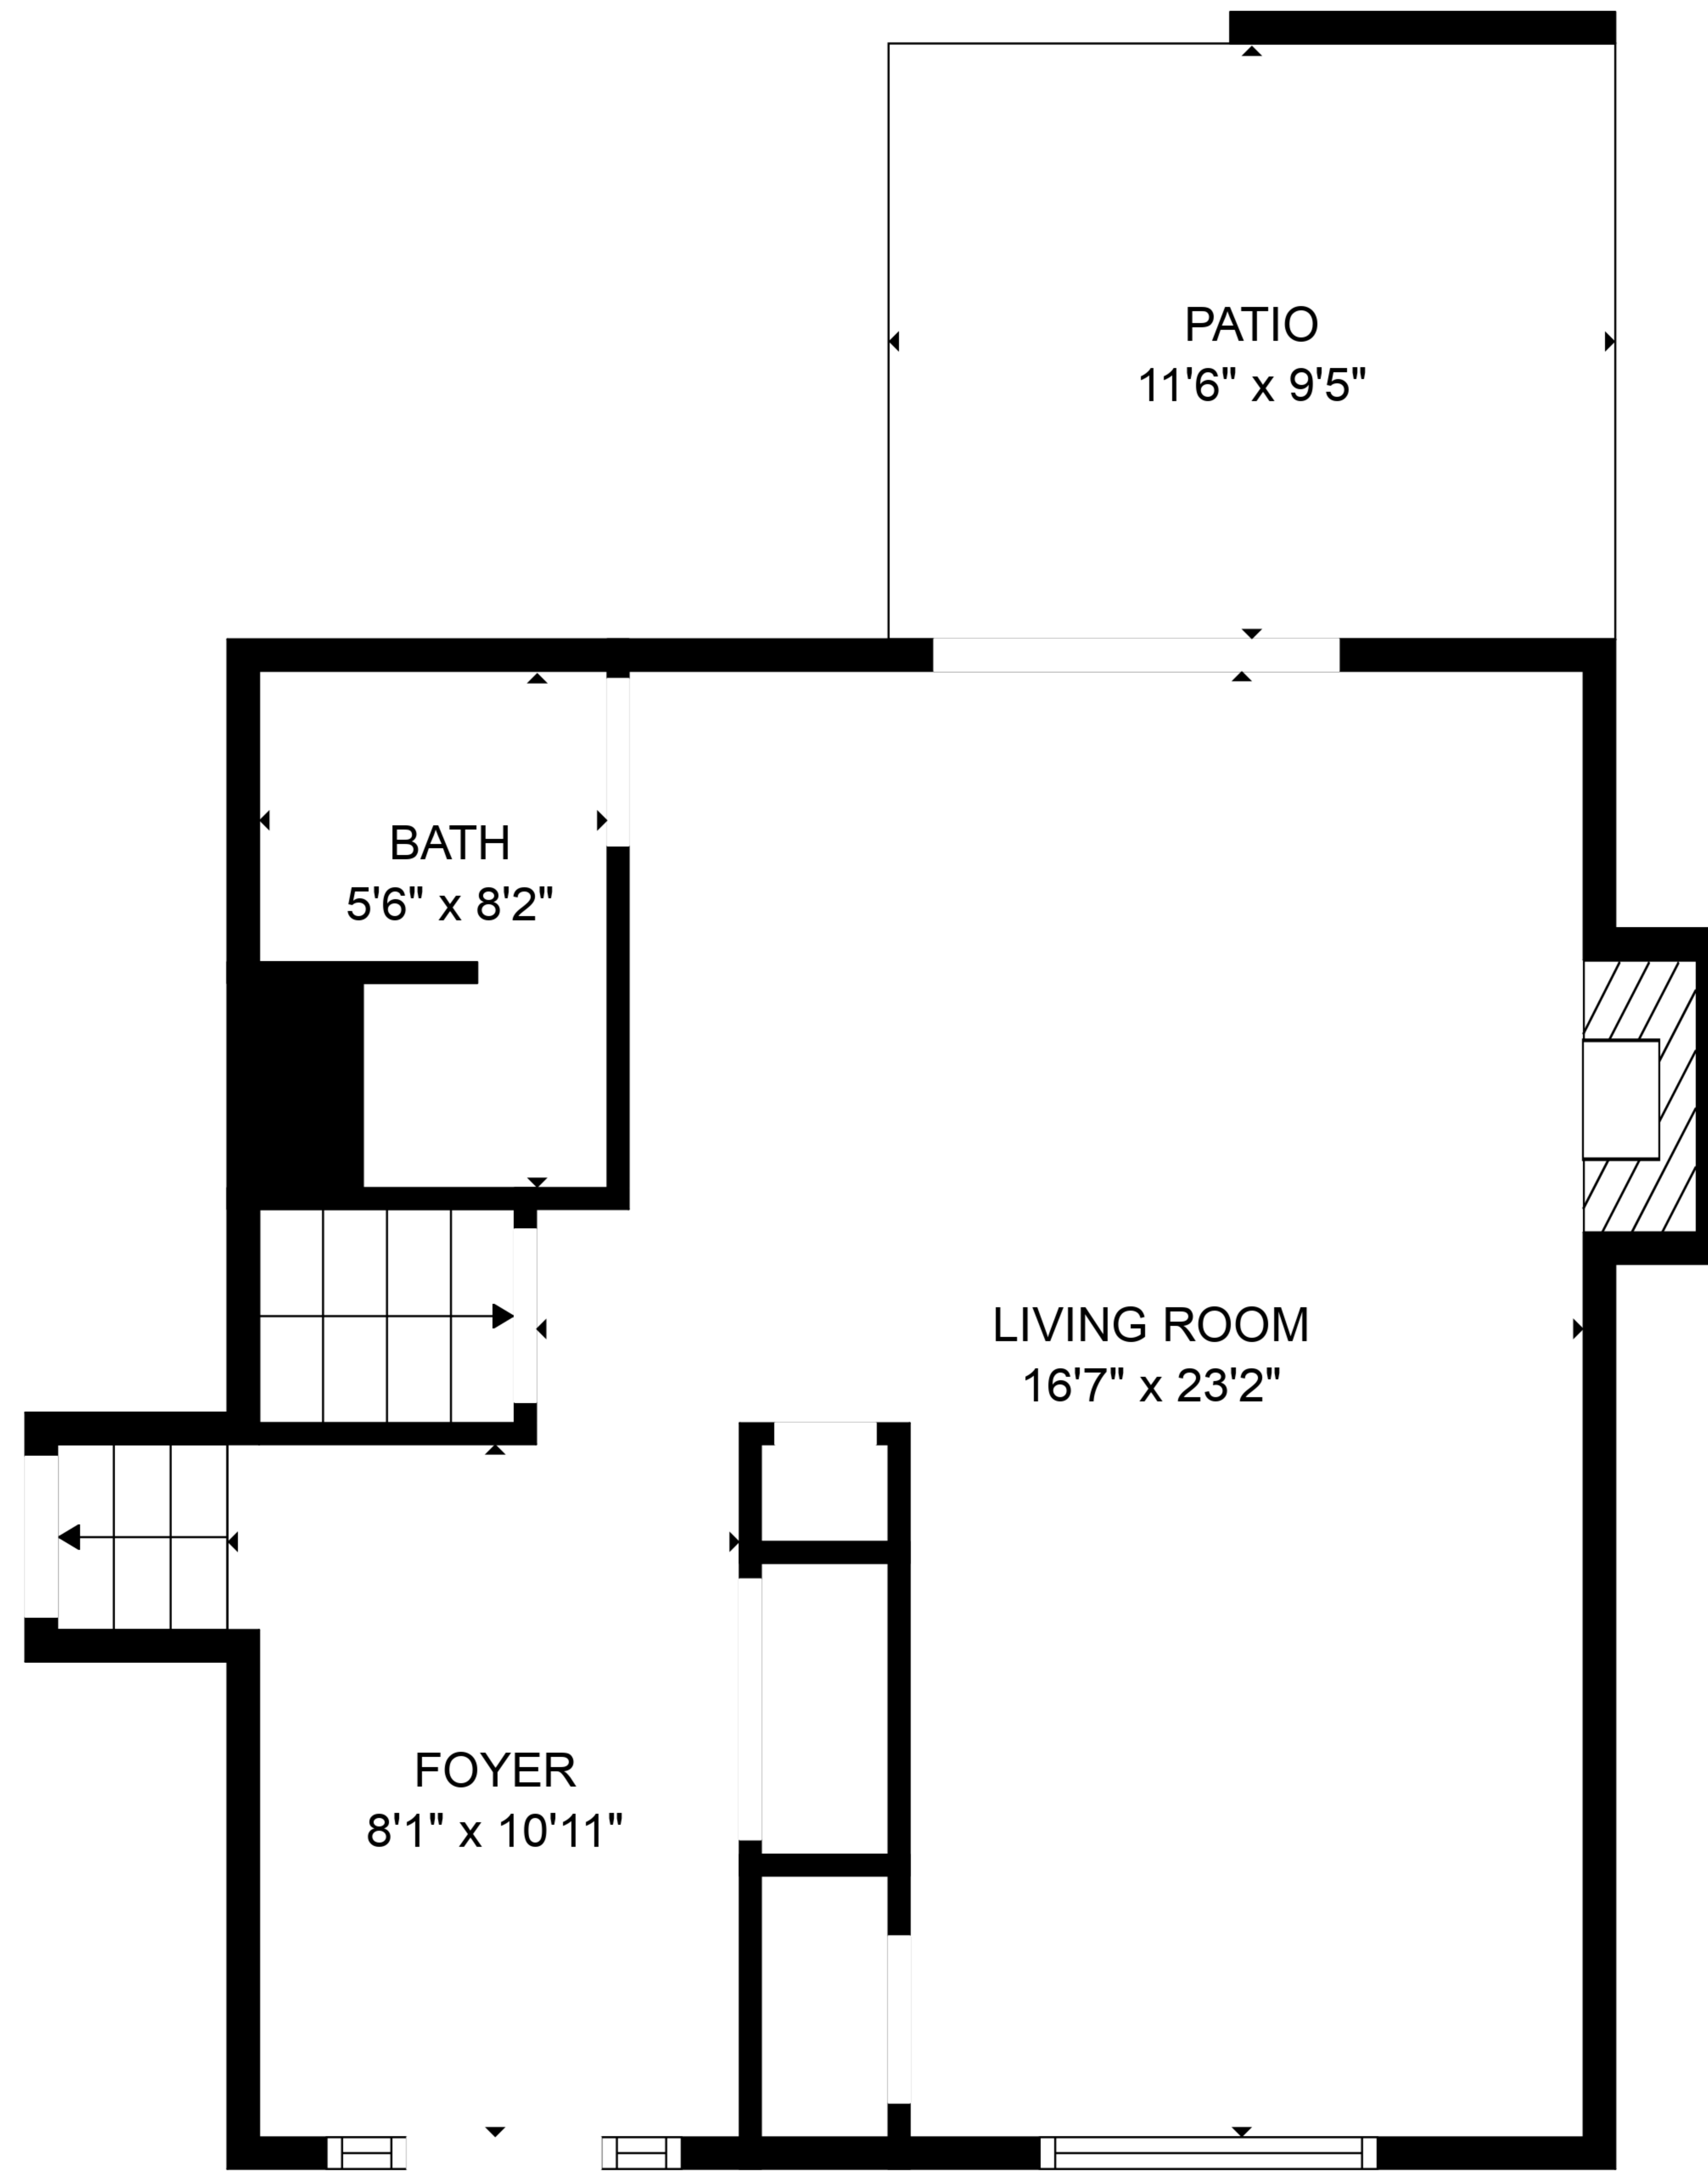 PATIO
11'6" x 9'5"
BATH
5'6" x 8'2"
LIVING ROOM
16'7" x 23'2"
FOYER
8'1" x 10'11"